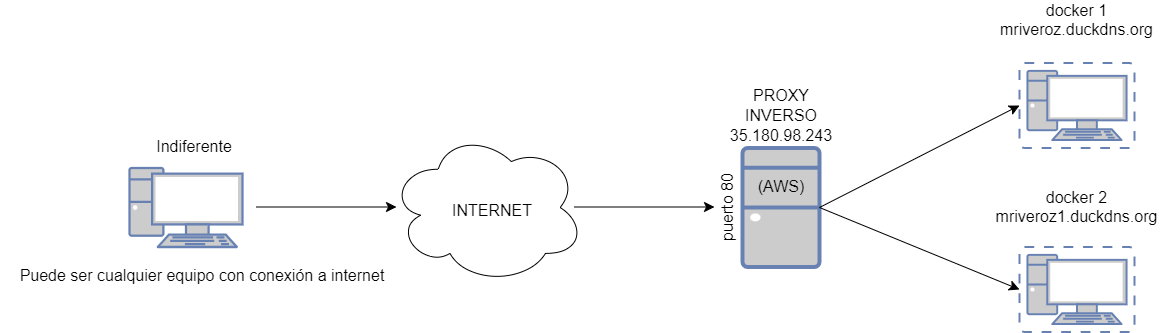 Indiferente
Puede ser cualquier equipo con conexión a internet
INTERNET
PROXY
INVERSO
35.180.98.243
puerto 80
(AWS)
docker 1
mriveroz.duckdns.org
docker 2
mriveroz1.duckdns.org